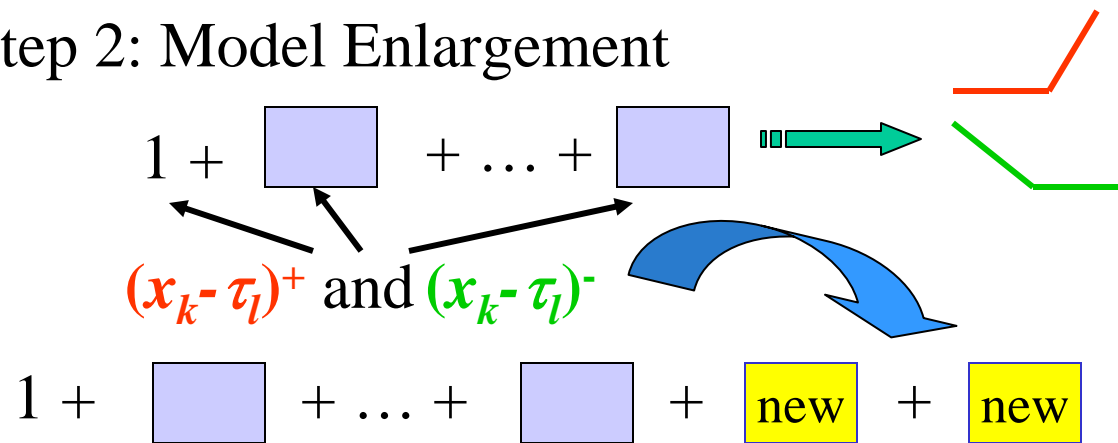 tep 2: Model Enlargement
1 + + … +
(xₖ- τₗ)⁺ and (xₖ- τₗ)⁻
1 + + … + + new + new